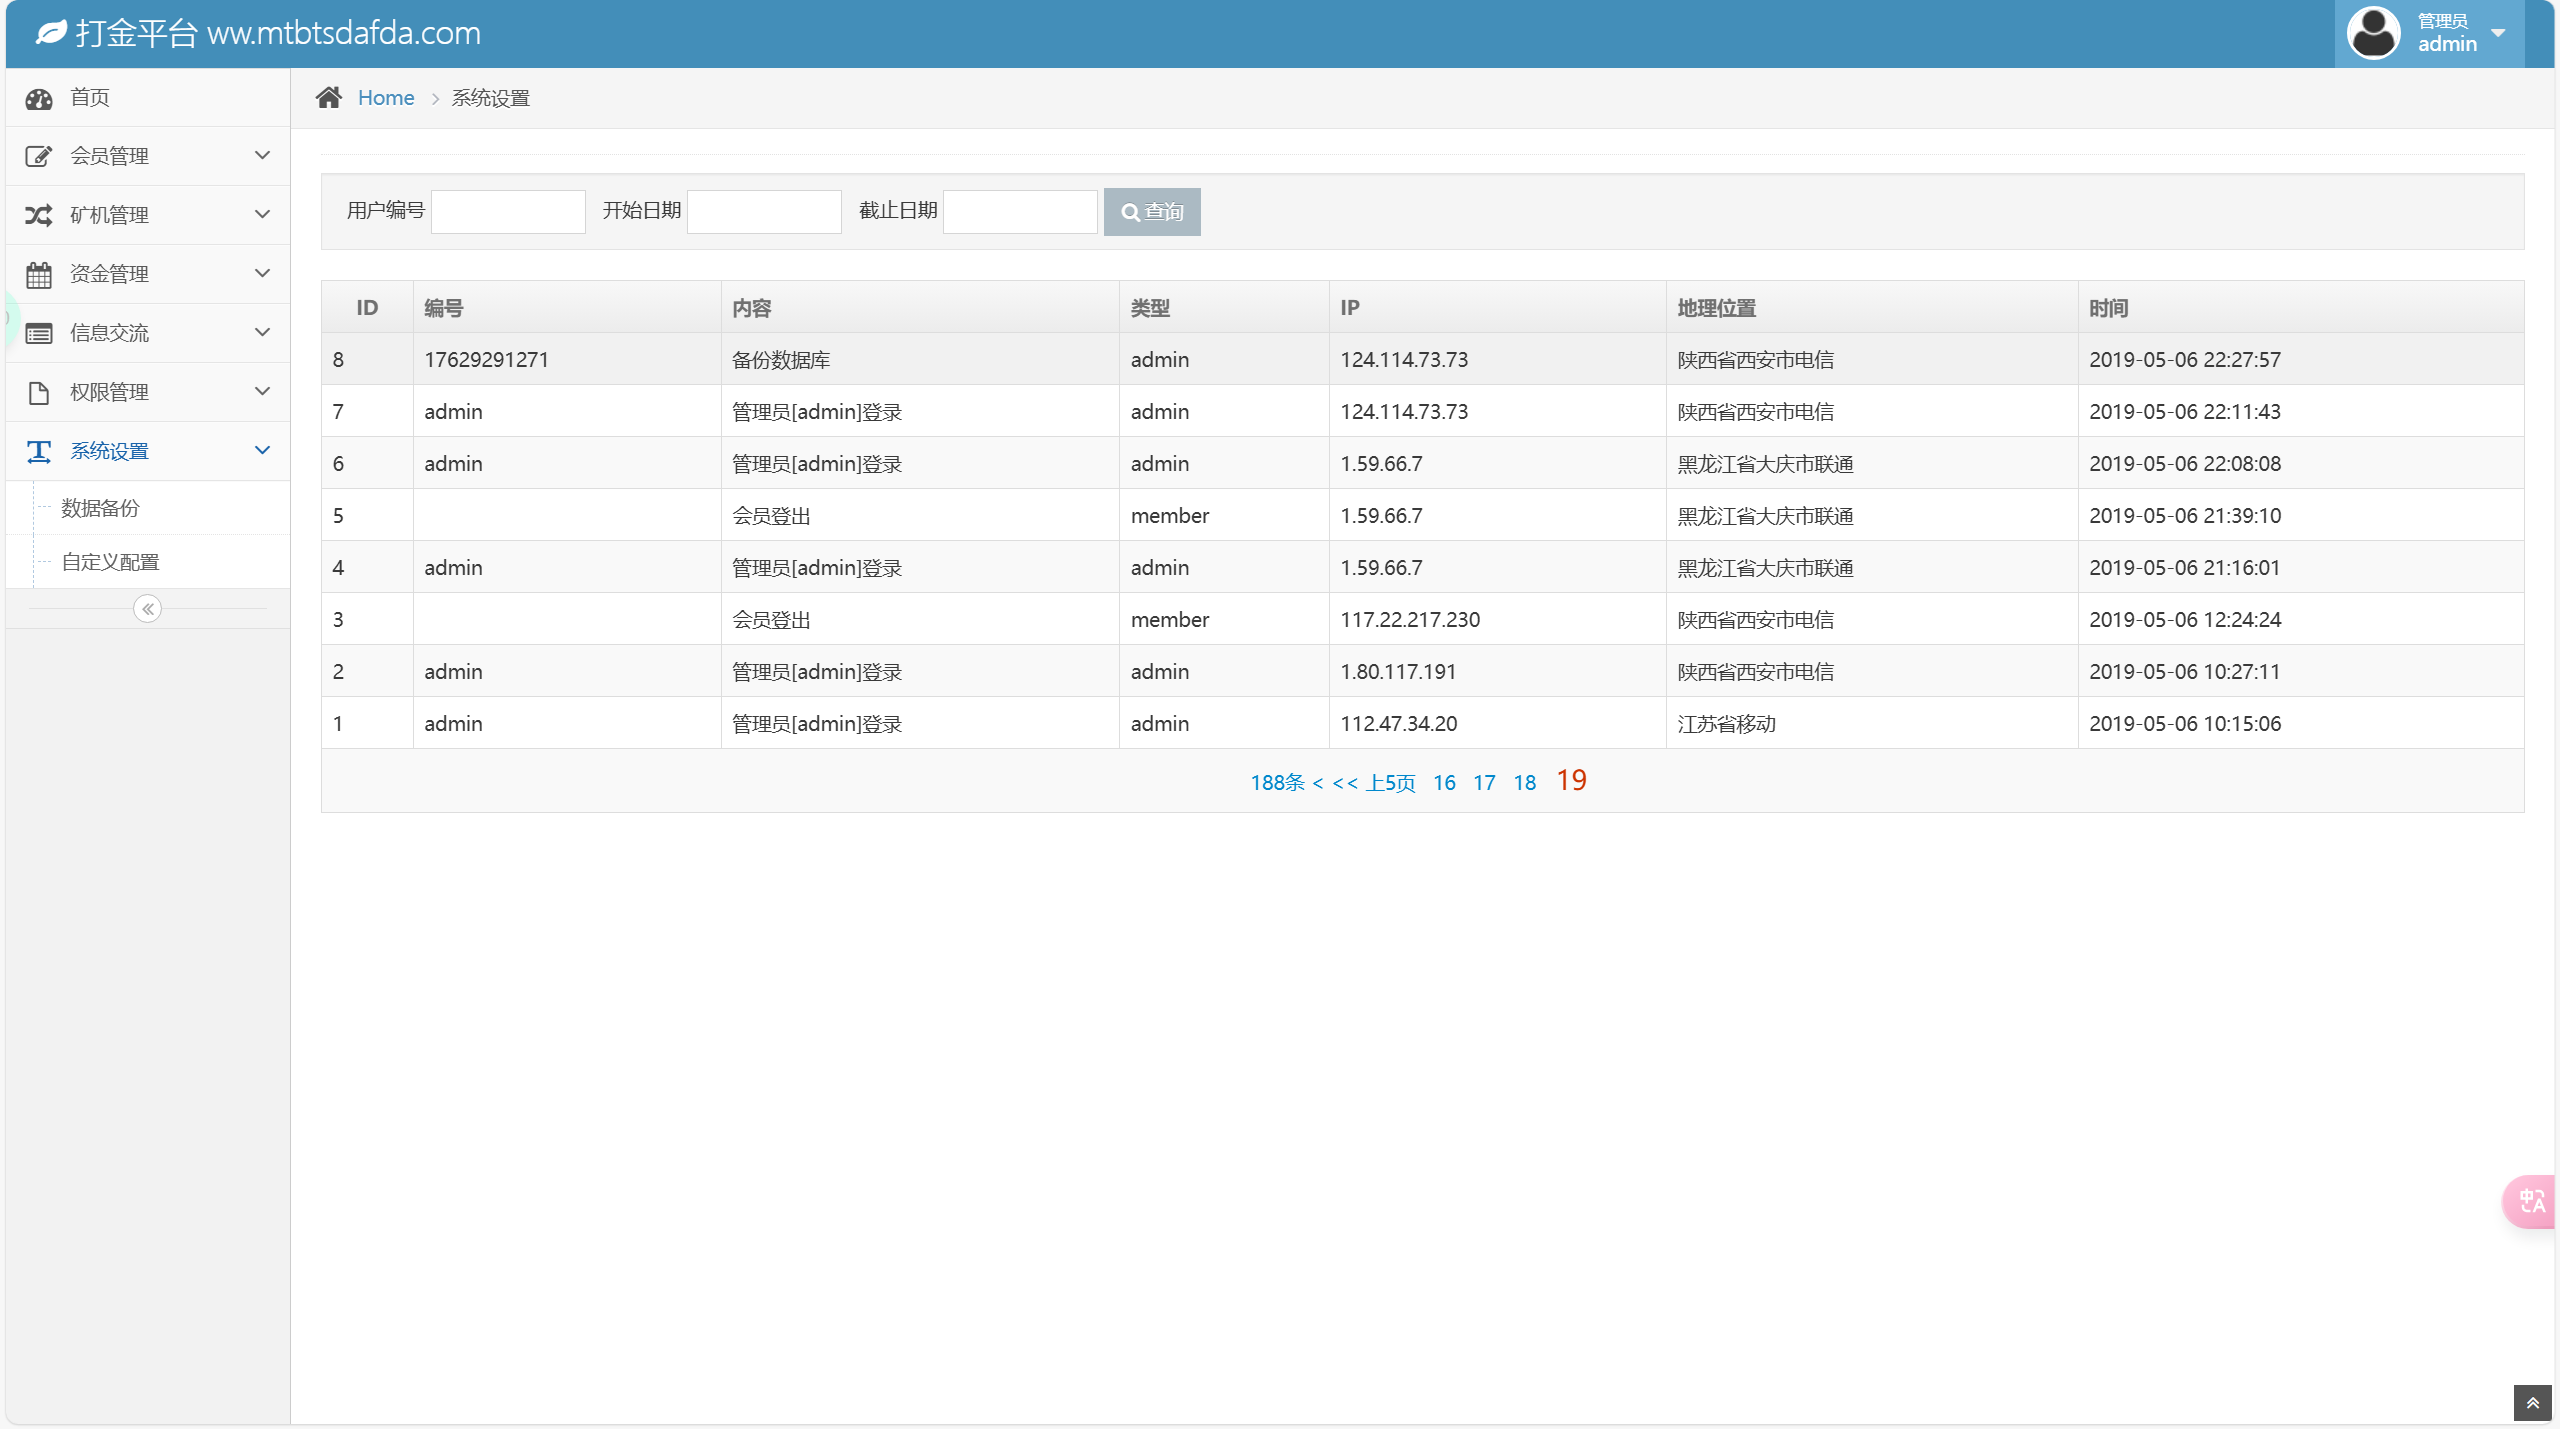 打金平台 ww.mtbtsdafda.com
管理员
admin
首页
会员管理
矿机管理
资金管理
信息交流
权限管理
系统设置
数据备份
自定义配置
Home 系统设置
用户编号 开始日期 截止日期 查询
ID 编号 内容 类型 IP 地理位置 时间
8 17629291271 备份数据库 admin 124.114.73.73 陕西省西安市电信 2019-05-06 22:27:57
7 admin 管理员[admin]登录 admin 124.114.73.73 陕西省西安市电信 2019-05-06 22:11:43
6 admin 管理员[admin]登录 admin 1.59.66.7 黑龙江省大庆市联通 2019-05-06 22:08:08
5 会员登出 member 1.59.66.7 黑龙江省大庆市联通 2019-05-06 21:39:10
4 admin 管理员[admin]登录 admin 1.59.66.7 黑龙江省大庆市联通 2019-05-06 21:16:01
3 会员登出 member 117.22.217.230 陕西省西安市电信 2019-05-06 12:24:24
2 admin 管理员[admin]登录 admin 1.80.117.191 陕西省西安市电信 2019-05-06 10:27:11
1 admin 管理员[admin]登录 admin 112.47.34.20 江苏省移动 2019-05-06 10:15:06
188条 < << 上5页 16 17 18 19
中A